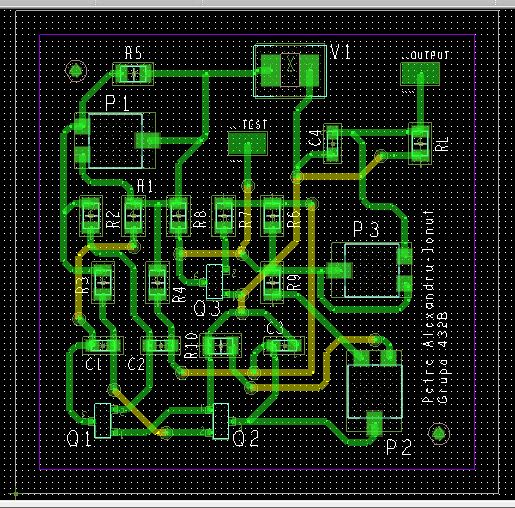 R5
V1
OUTPUT
P1
TEST
C4
RL
R1
R2
R8
R7
R6
P3
R3
R4
Q3
R9
Petre Alexandru-Ionut
Grupa 432B
C1
C2
R10
C3
Q1
Q2
P2